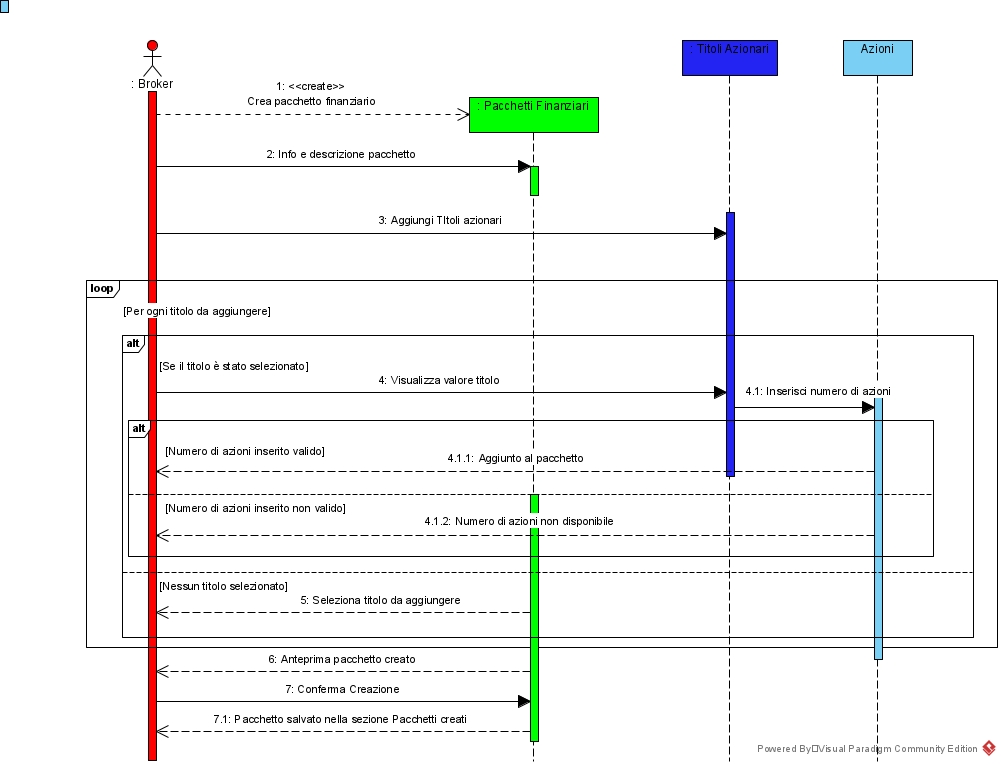 : Titoli Azionari
Azioni
: Broker
1: <<create>>
Crea pacchetto finanziario
: Pacchetti Finanziari
2: Info e descrizione pacchetto
3: Aggiungi TItoli azionari
loop
[Per ogni titolo da aggiungere]
alt
[Se il titolo è stato selezionato]
4: Visualizza valore titolo
4.1: Inserisci numero di azioni
alt
[Numero di azioni inserito valido]
4.1.1: Aggiunto al pacchetto
[Numero di azioni inserito non valido]
4.1.2: Numero di azioni non disponibile
[Nessun titolo selezionato]
5: Seleziona titolo da aggiungere
6: Anteprima pacchetto creato
7: Conferma Creazione
7.1: Pacchetto salvato nella sezione Pacchetti creati
Powered By Visual Paradigm Community Edition